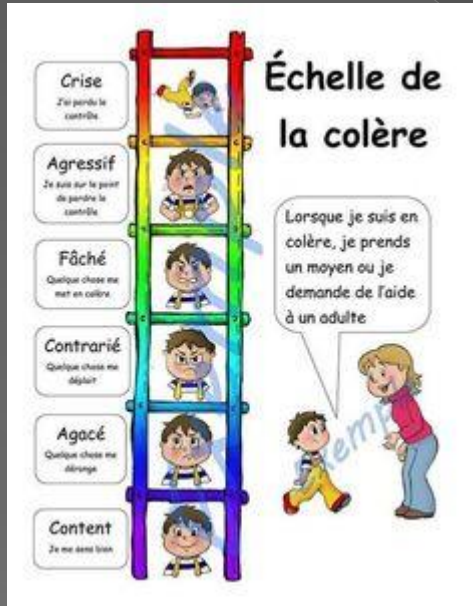 Échelle de
la colère
Crise
J'ai perdu le
contrôle
Agressif
Je suis sur le point
de perdre le
contrôle
Fâché
Quelque chose me
met en colère
Contrarié
Quelque chose me
déplait
Agacé
Quelque chose me
dérange
Content
Je me sens bien
Lorsque je suis en
colère, je prends
un moyen ou je
demande de l'aide
à un adulte